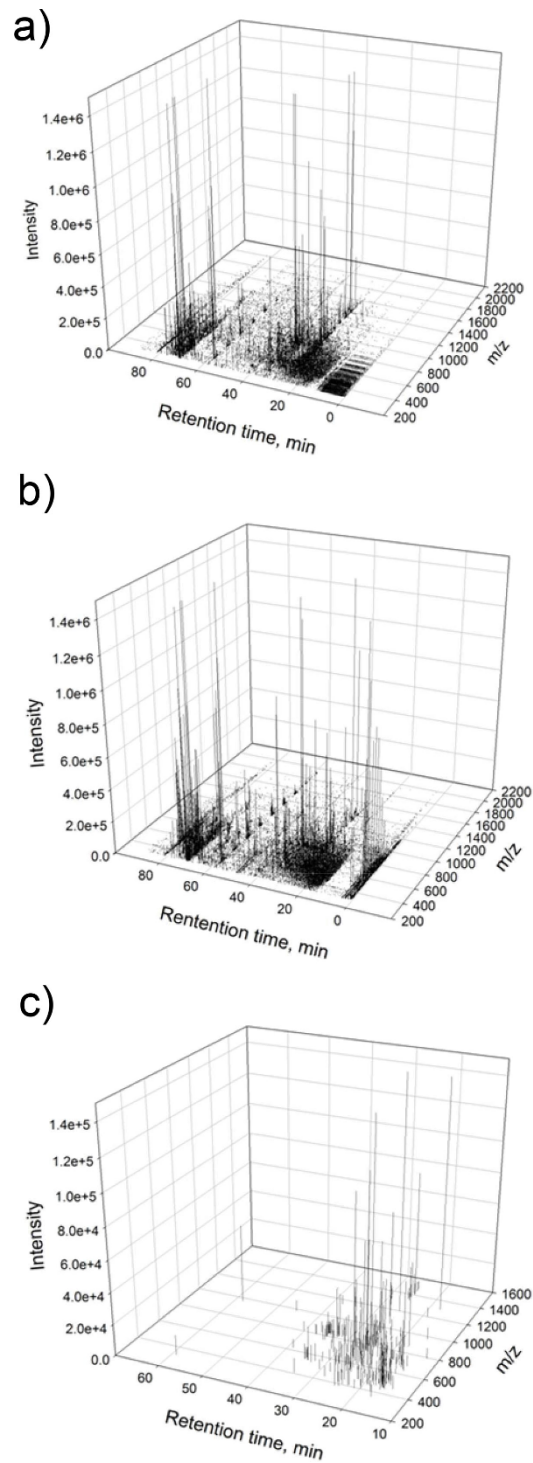 a)
1.4e+6
1.2e+6
1.0e+6
8.0e+5
6.0e+5
4.0e+5
2.0e+5
0.0
Intensity
80
60
40
20
0
Retention time, min
200
400
600
800
1000
1200
1400
1600
1800
2000
2200
m/z
b)
1.4e+6
1.2e+6
1.0e+6
8.0e+5
6.0e+5
4.0e+5
2.0e+5
0.0
Intensity
80
60
40
20
0
Rentention time, min
200
400
600
800
1000
1200
1400
1600
1800
2000
2200
m/z
c)
1.4e+5
1.2e+5
1.0e+5
8.0e+4
6.0e+4
4.0e+4
2.0e+4
0.0
Intensity
60
50
40
30
20
10
Retention time, min
200
400
600
800
1000
1200
1400
1600
m/z